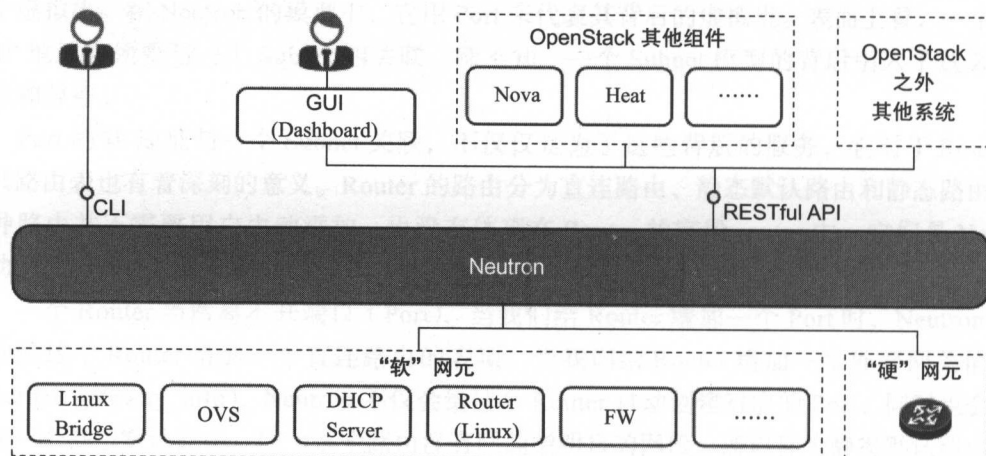 OpenStack 其他组件
Nova
Heat
……
OpenStack
之外
其他系统
GUI
(Dashboard)
CLI
RESTful API
Neutron
“软”网元
Linux
Bridge
OVS
DHCP
Server
Router
(Linux)
FW
……
“硬”网元